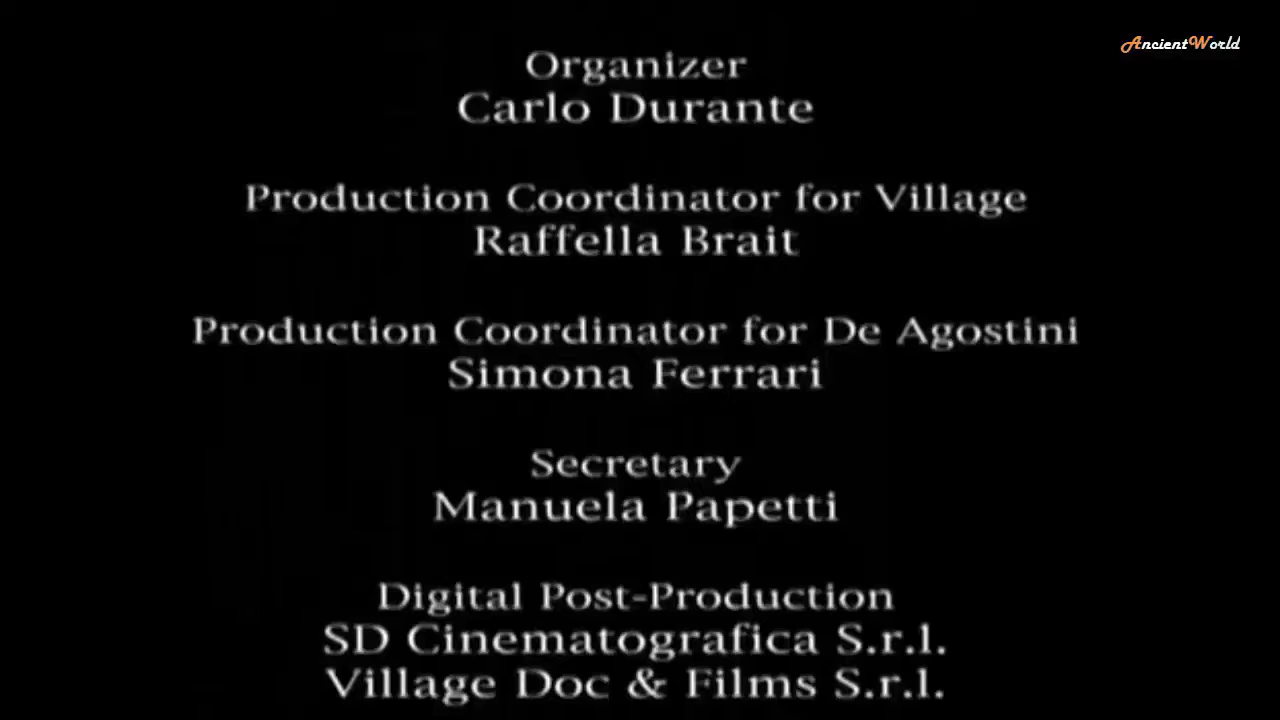 AncientWorld
Organizer
Carlo Durante
Production Coordinator for Village
Raffella Brait
Production Coordinator for De Agostini
Simona Ferrari
Secretary
Manuela Papetti
Digital Post-Production
SD Cinematografica S.r.l.
Village Doc & Films S.r.l.